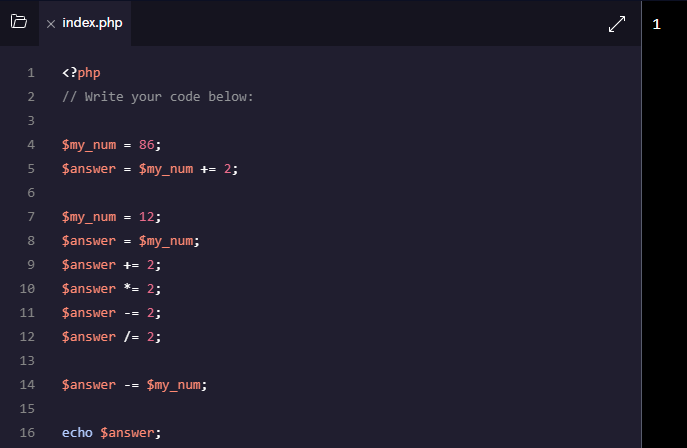 index.php
1
1 <?php
2 // Write your code below:
3
4 $my_num = 86;
5 $answer = $my_num += 2;
6
7 $my_num = 12;
8 $answer = $my_num;
9 $answer += 2;
10 $answer *= 2;
11 $answer -= 2;
12 $answer /= 2;
13
14 $answer -= $my_num;
15
16 echo $answer;